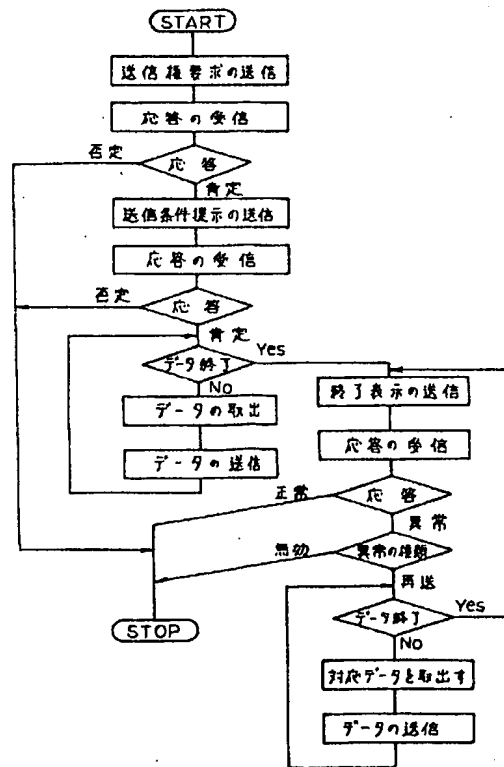 START
送信権要求の送信
応答の受信
否定
応答
肯定
送信条件提示の送信
応答の受信
否定
応答
肯定
データ終了
Yes
No
データの取出
データの送信
終了表示の送信
応答の受信
正常
応答
異常
無効
異常の種類
再送
データ終了
Yes
No
対応データを取出す
データの送信
STOP